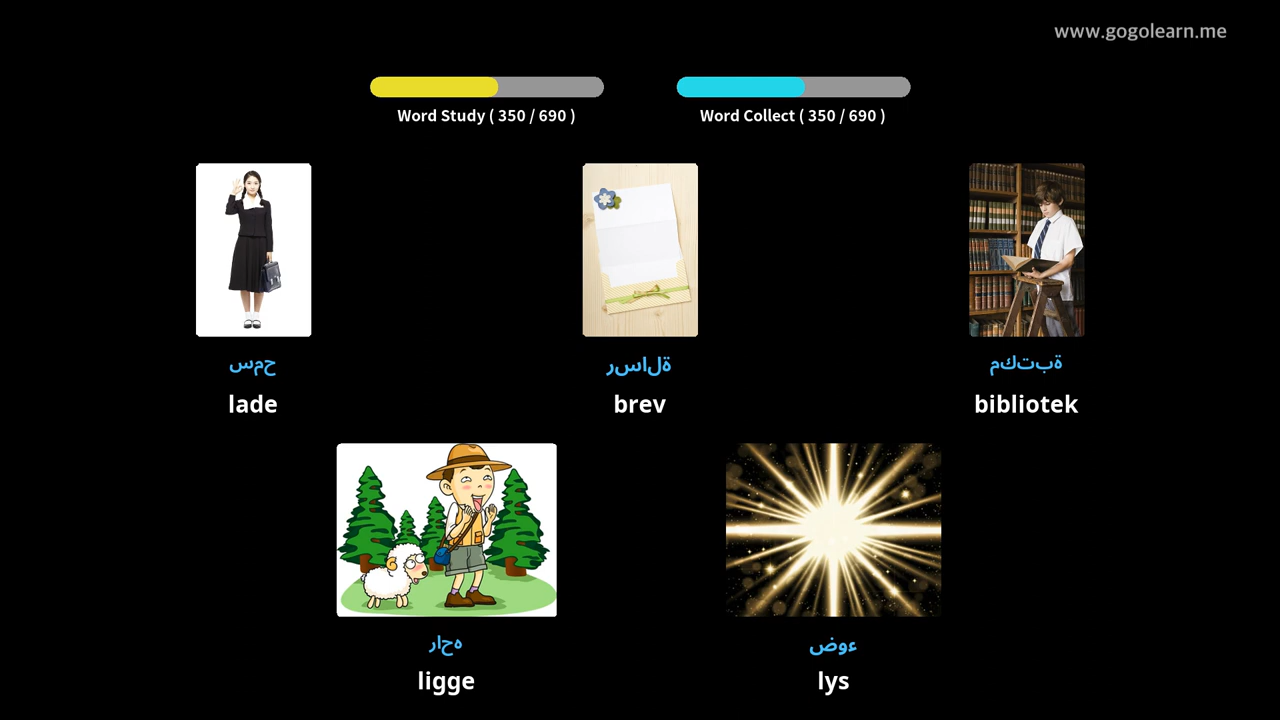 www.gogolearn.me
Word Study ( 350 / 690 )
Word Collect ( 350 / 690 )
حمس
lade
ةلاسر
brev
ةبتكم
bibliotek
هحار
ligge
ءوض
lys